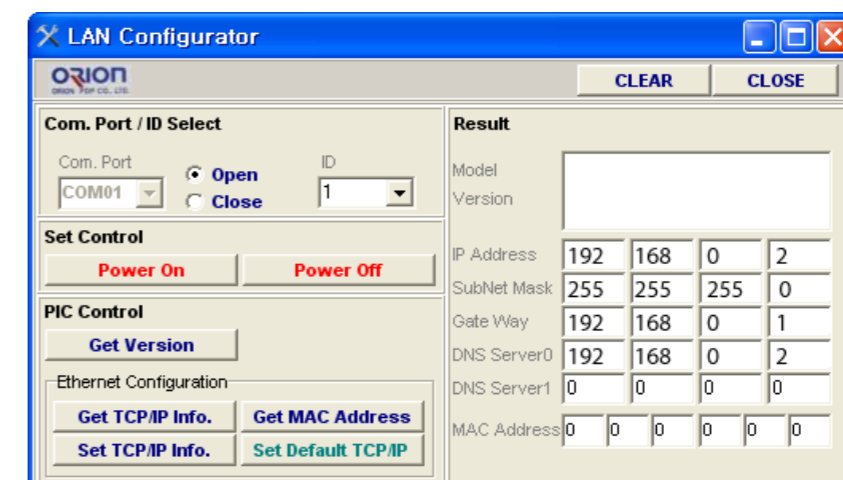 LAN Configurator
ORION
ORION PDP CO., LTD.
CLEAR CLOSE
Com. Port / ID Select
Com. Port
COM01
Open
Close
ID
1
Set Control
Power On Power Off
PIC Control
Get Version
Ethernet Configuration
Get TCP/IP Info. Get MAC Address
Set TCP/IP Info. Set Default TCP/IP
Result
Model
Version
IP Address 192 168 0 2
SubNet Mask 255 255 255 0
Gate Way 192 168 0 1
DNS Server0 192 168 0 2
DNS Server1 0 0 0 0
MAC Address 0 0 0 0 0 0